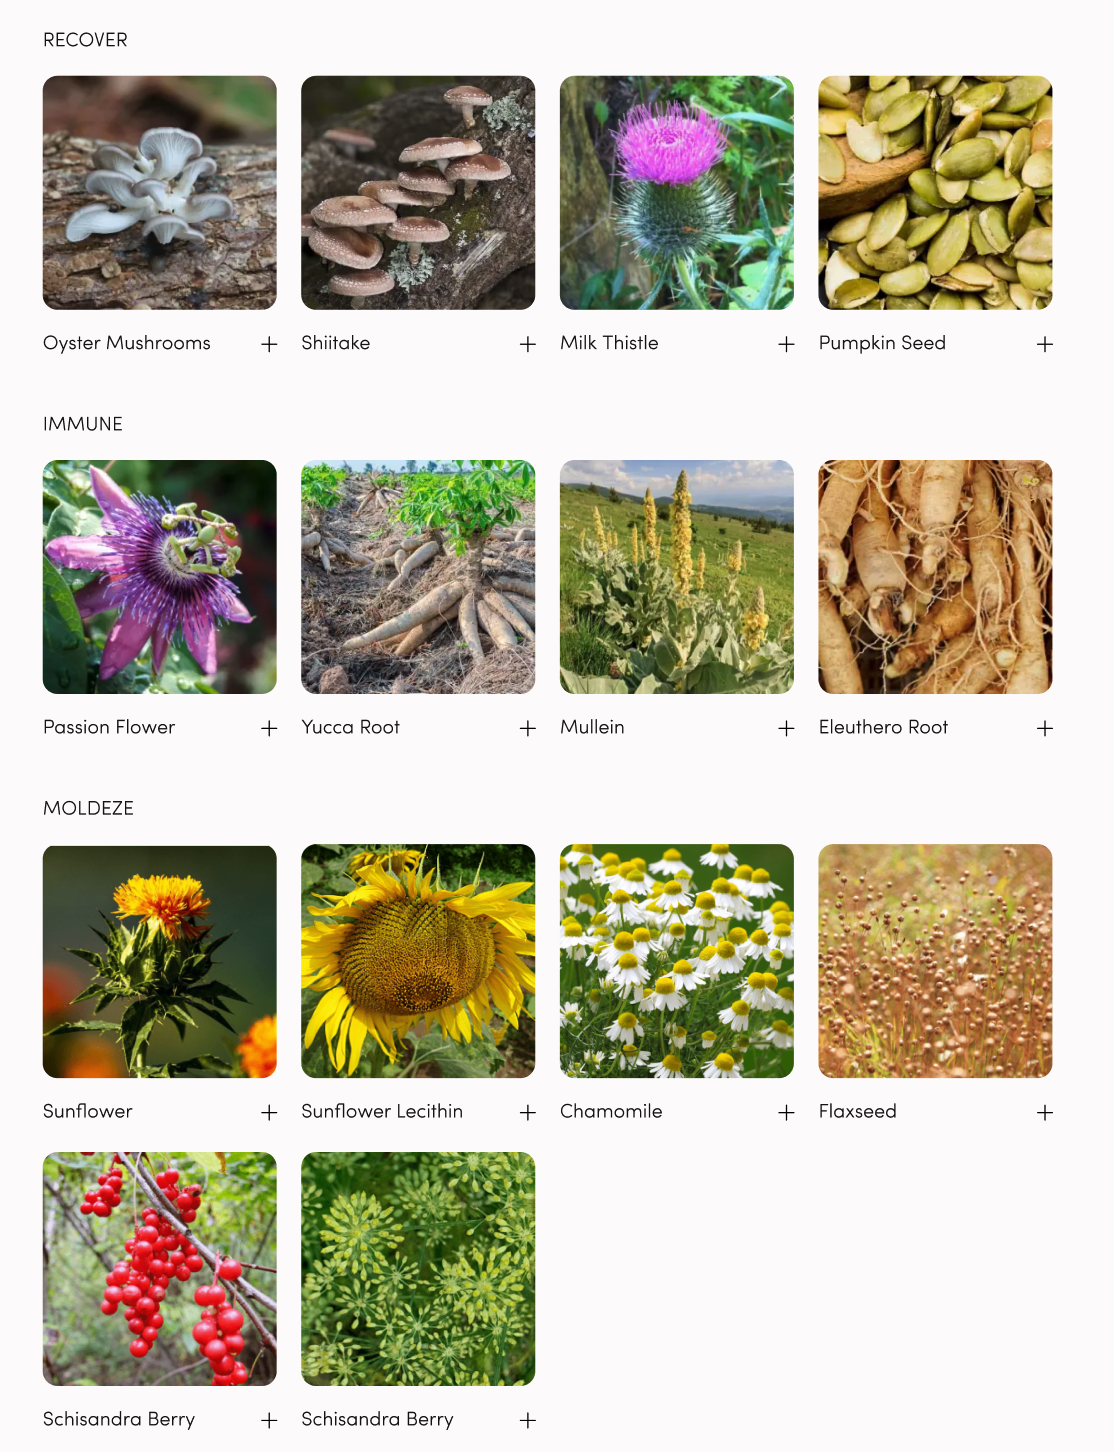 RECOVER
Oyster Mushrooms
Shiitake
Milk Thistle
Pumpkin Seed
IMMUNE
Passion Flower
Yucca Root
Mullein
Eleuthero Root
MOLDEZE
Sunflower
Sunflower Lecithin
Chamomile
Flaxseed
Schisandra Berry
Schisandra Berry